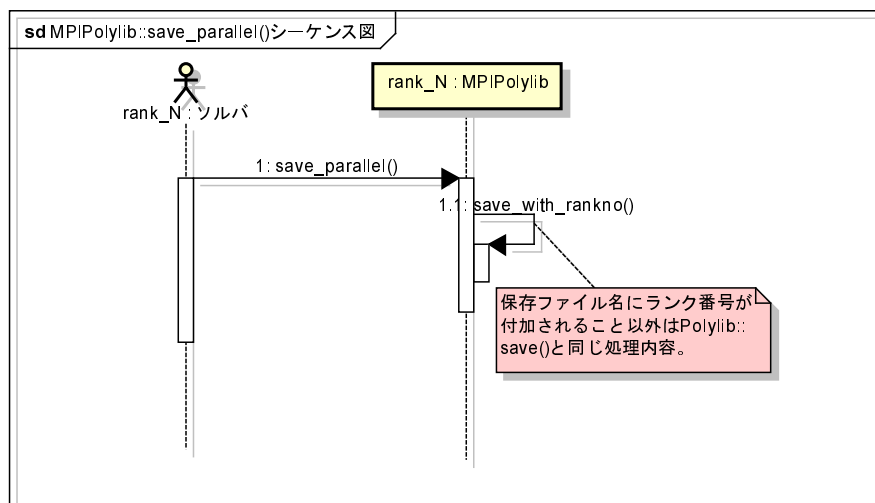 sd MPIPolylib::save_parallel()シーケンス図
rank_N : ソルバ
rank_N : MPIPolylib
1: save_parallel()
1.1: save_with_rankno()
保存ファイル名にランク番号が
付加されること以外はPolylib::
save()と同じ処理内容。